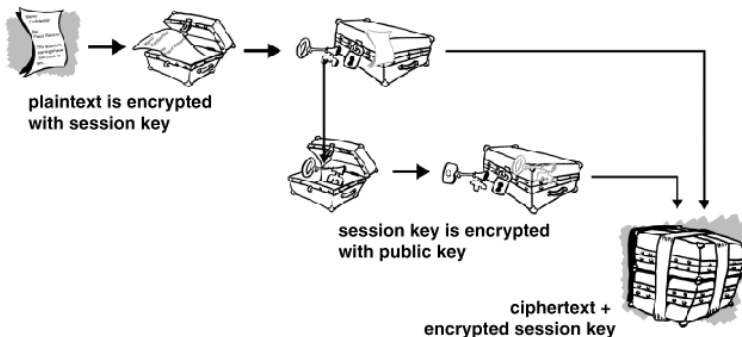 plaintext is encrypted
with session key
session key is encrypted
with public key
ciphertext +
encrypted session key